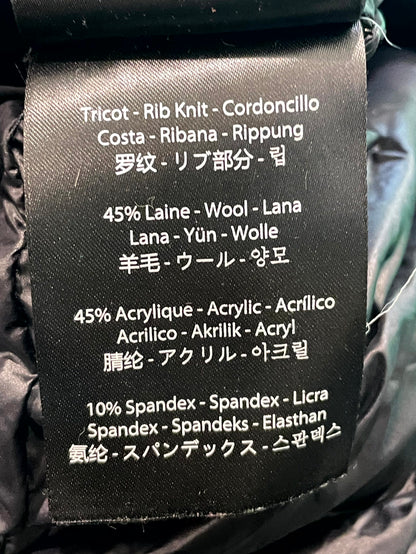 Tricot - Rib Knit - Cordoncillo
Costa - Ribana - Rippung
罗纹 - リブ部分 - 립
45% Laine - Wool - Lana
Lana - Yün - Wolle
羊毛 - ウール - 양모
45% Acrylique - Acrylic - Acrílico
Acrilico - Akrilik - Acryl
腈纶 - アクリル - 아크릴
10% Spandex - Spandex - Licra
Spandex - Spandeks - Elasthan
氨纶 - スパンデックス - 스판덱스